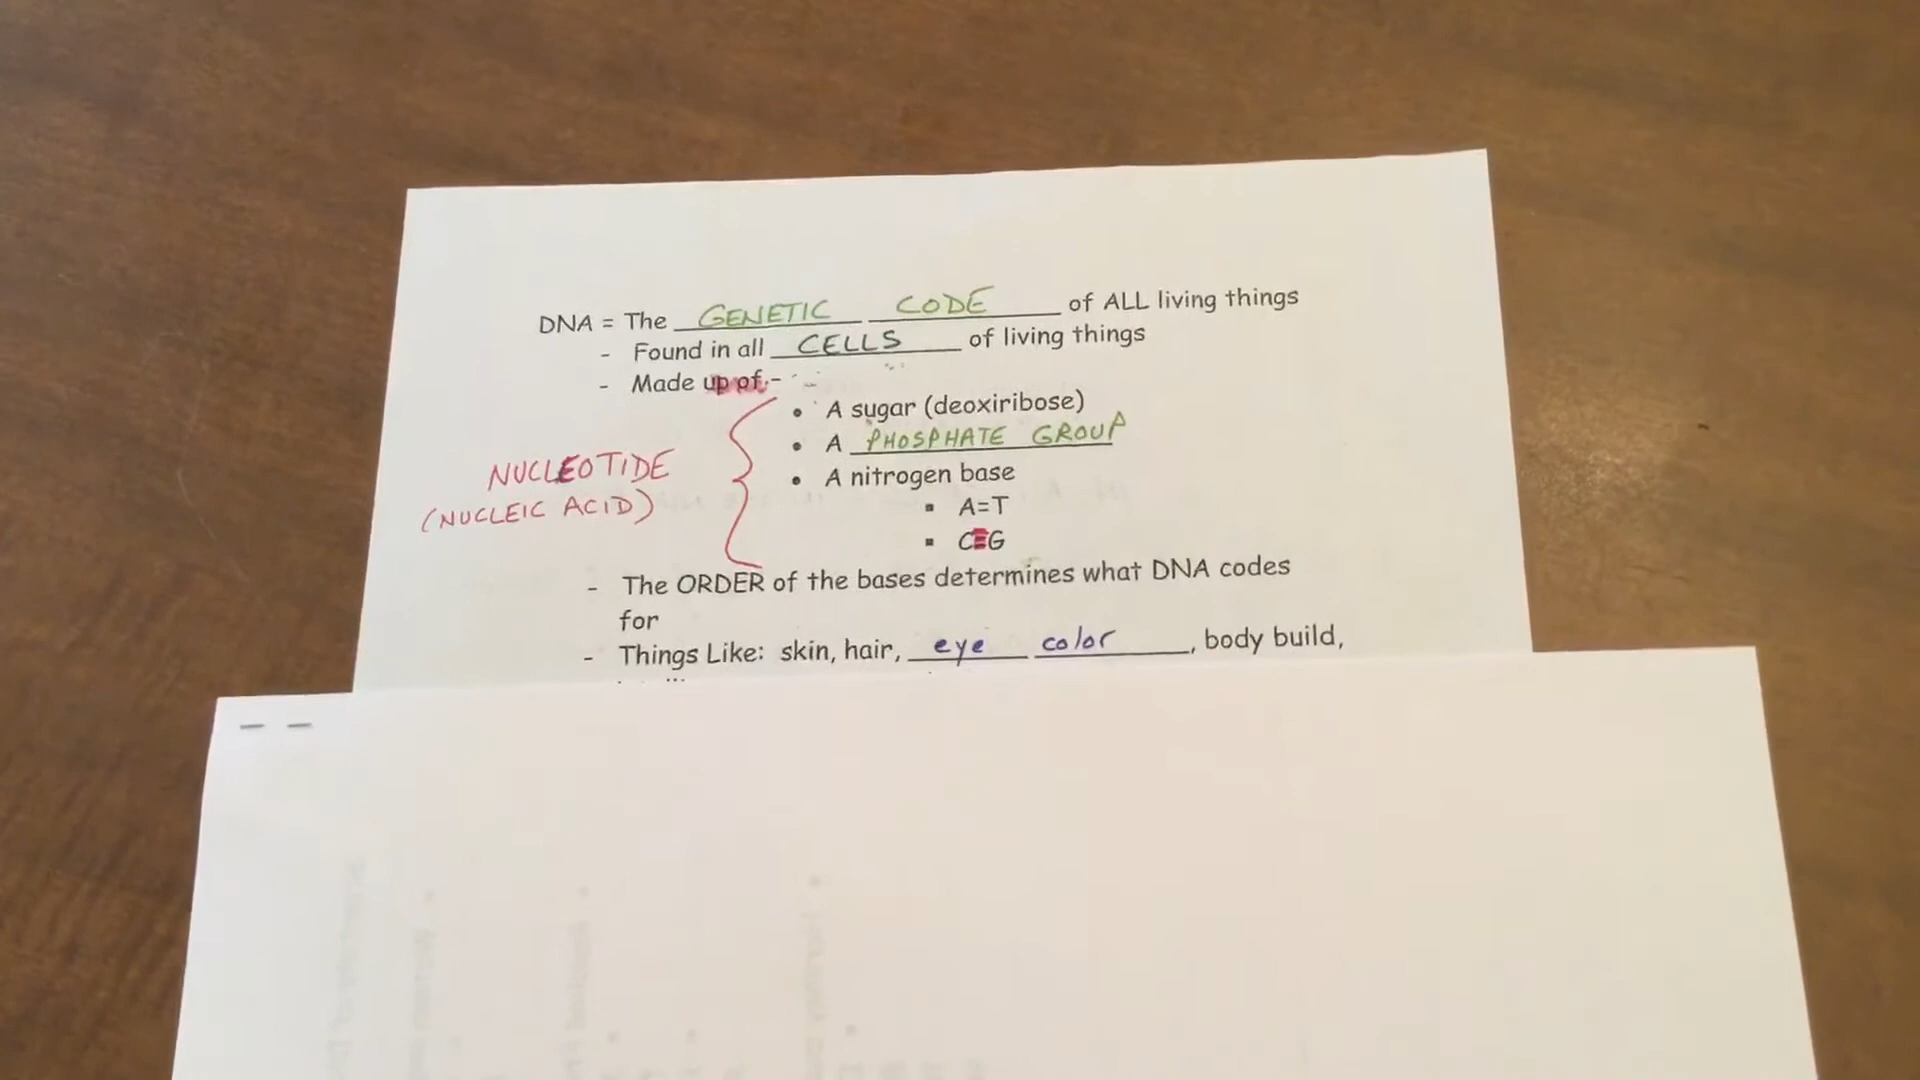 DNA = The GENETIC CODE of ALL living things
- Found in all CELLS of living things
- Made up of:-
• A sugar (deoxiribose)
• A PHOSPHATE GROUP
• A nitrogen base
▪ A=T
▪ C≡G
NUCLEOTIDE
(NUCLEIC ACID)
- The ORDER of the bases determines what DNA codes
for
- Things Like: skin, hair, eye color, body build,